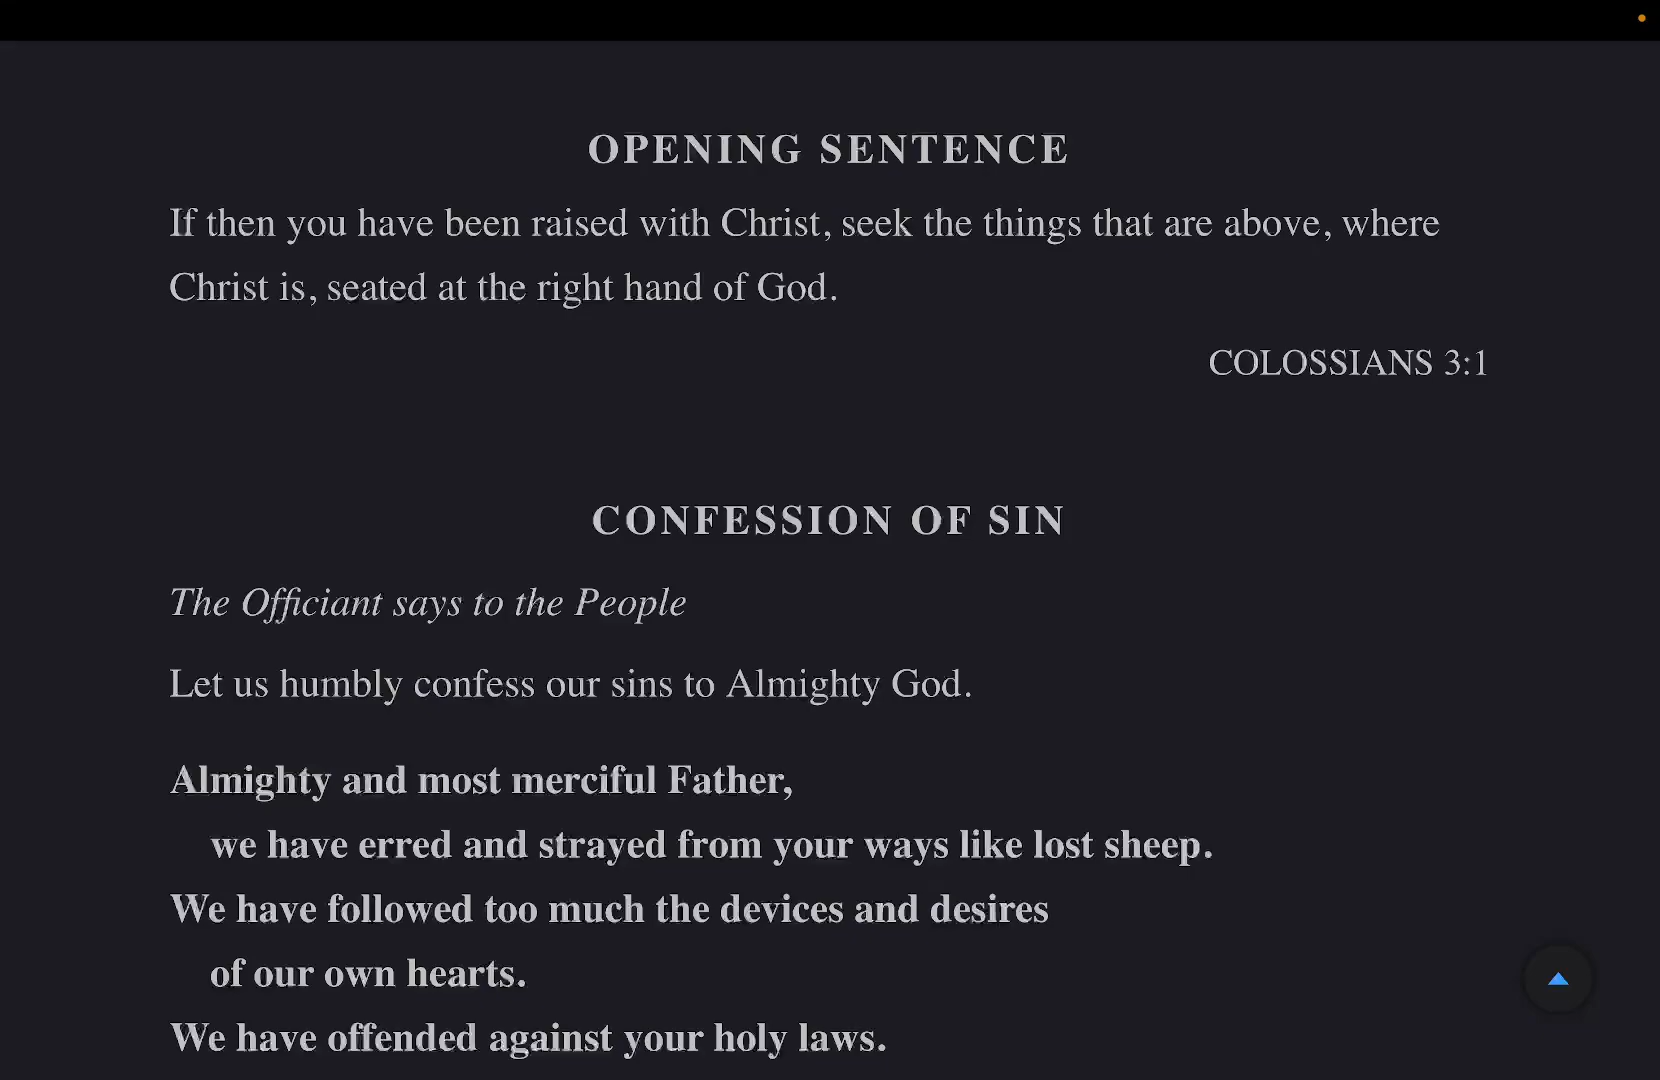 OPENING SENTENCE
If then you have been raised with Christ, seek the things that are above, where
Christ is, seated at the right hand of God.
COLOSSIANS 3:1
CONFESSION OF SIN
The Officiant says to the People
Let us humbly confess our sins to Almighty God.
Almighty and most merciful Father,
we have erred and strayed from your ways like lost sheep.
We have followed too much the devices and desires
of our own hearts.
We have offended against your holy laws.